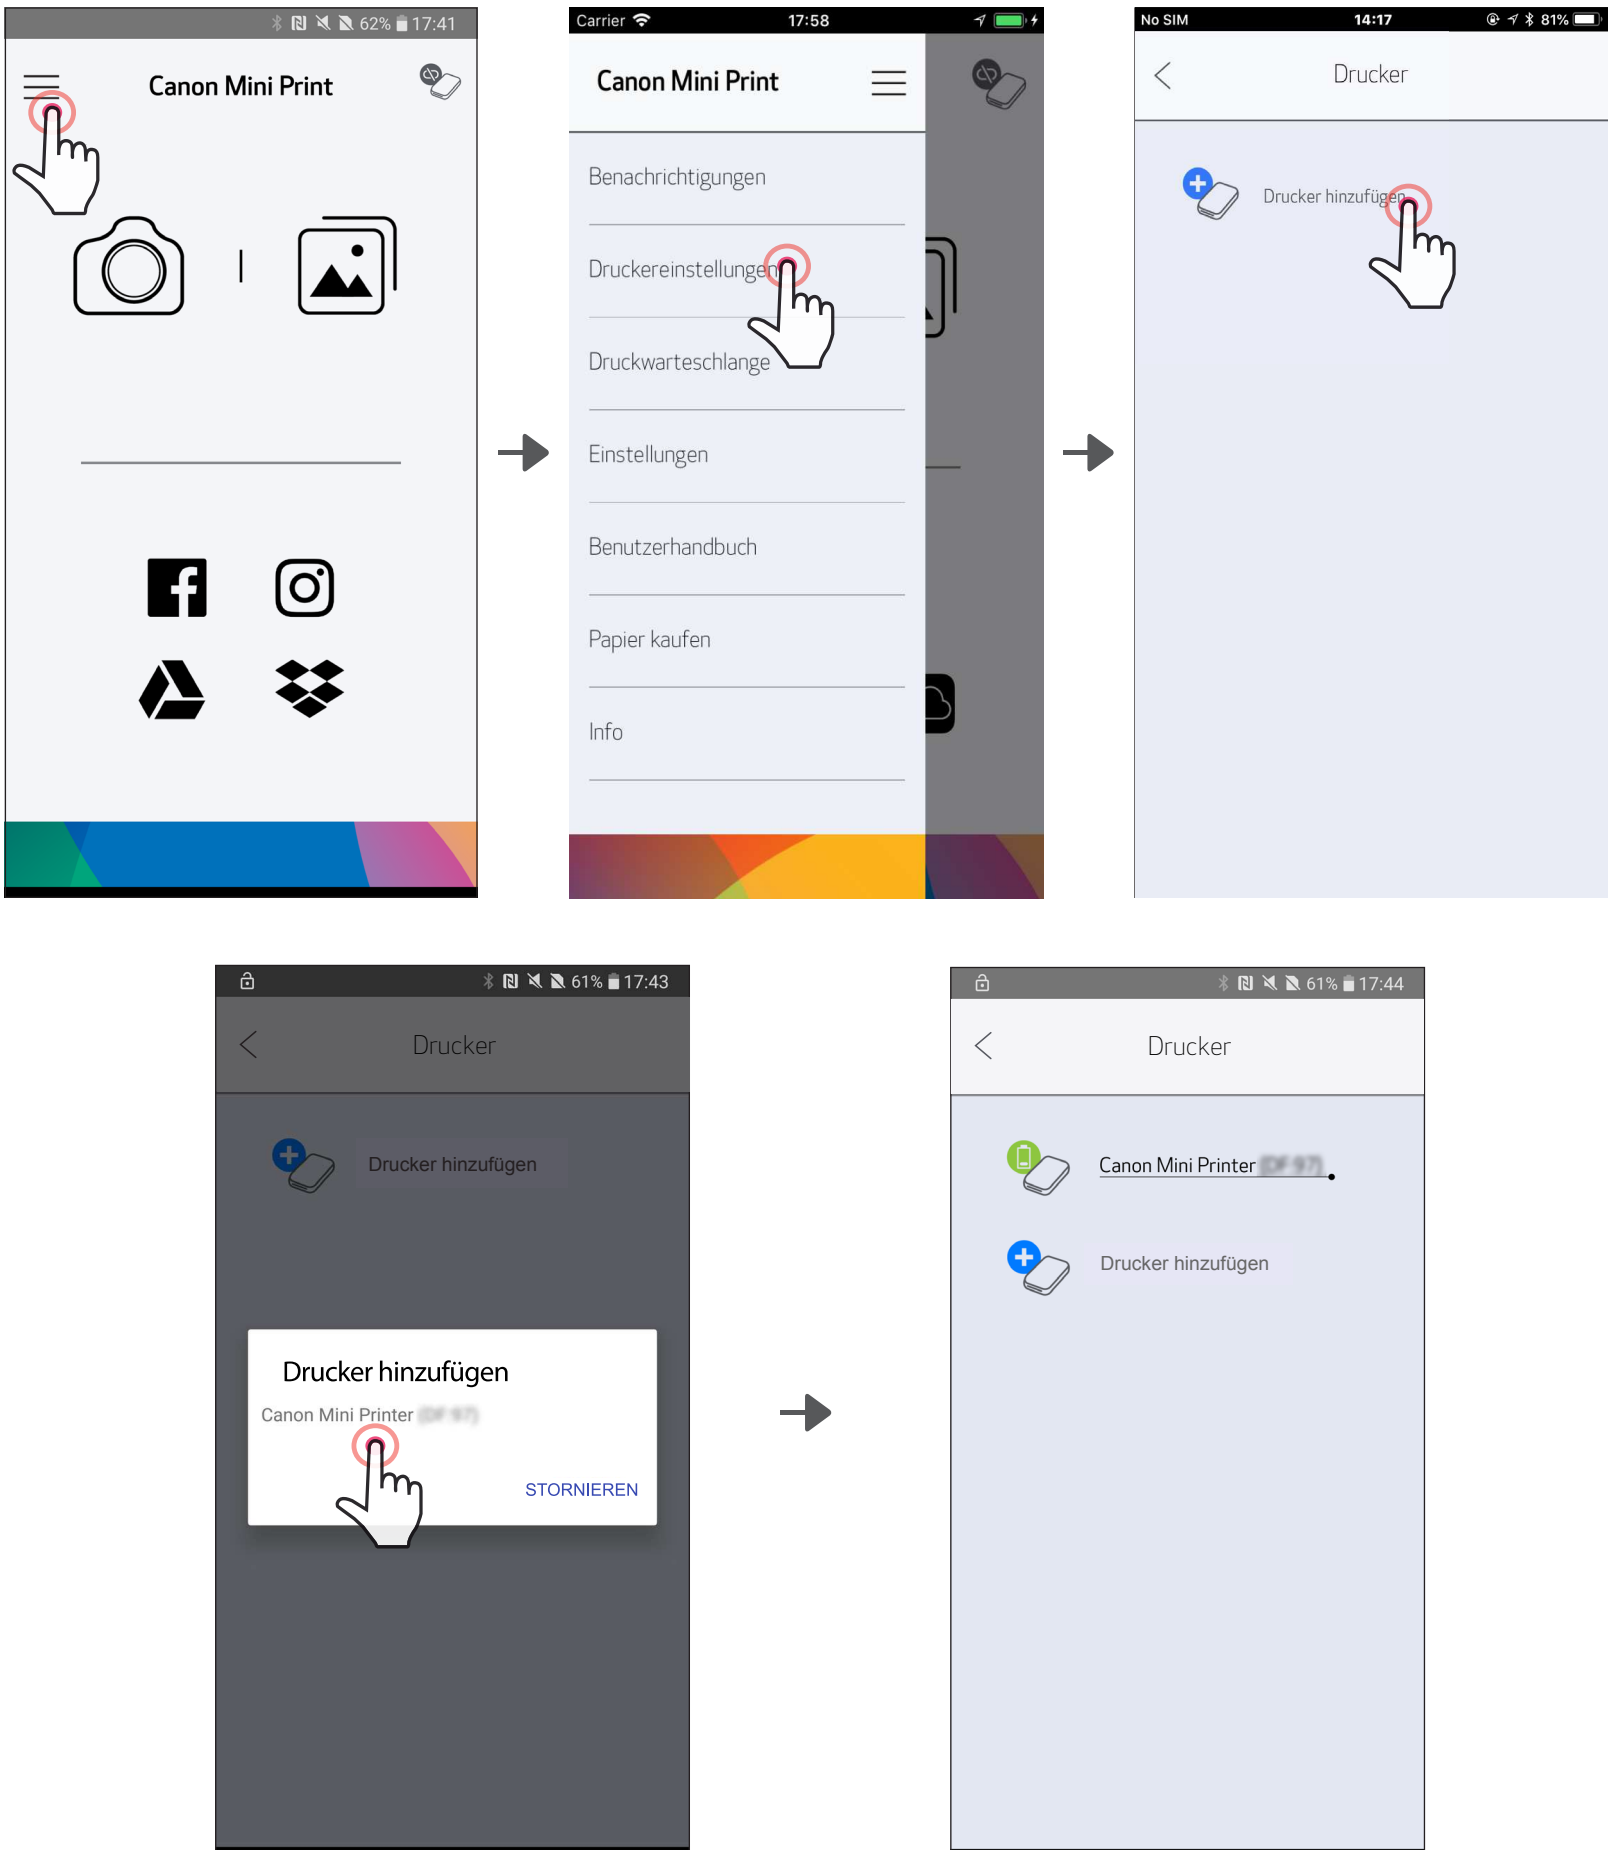 62% 17:41
Canon Mini Print
Carrier 17:58
Canon Mini Print
Benachrichtigungen
Druckereinstellungen
Druckwarteschlange
Einstellungen
Benutzerhandbuch
Papier kaufen
Info
No SIM 14:17 81%
Drucker
Drucker hinzufügen
61% 17:43
Drucker
Drucker hinzufügen
Drucker hinzufügen
Canon Mini Printer
STORNIEREN
61% 17:44
Drucker
Canon Mini Printer
Drucker hinzufügen